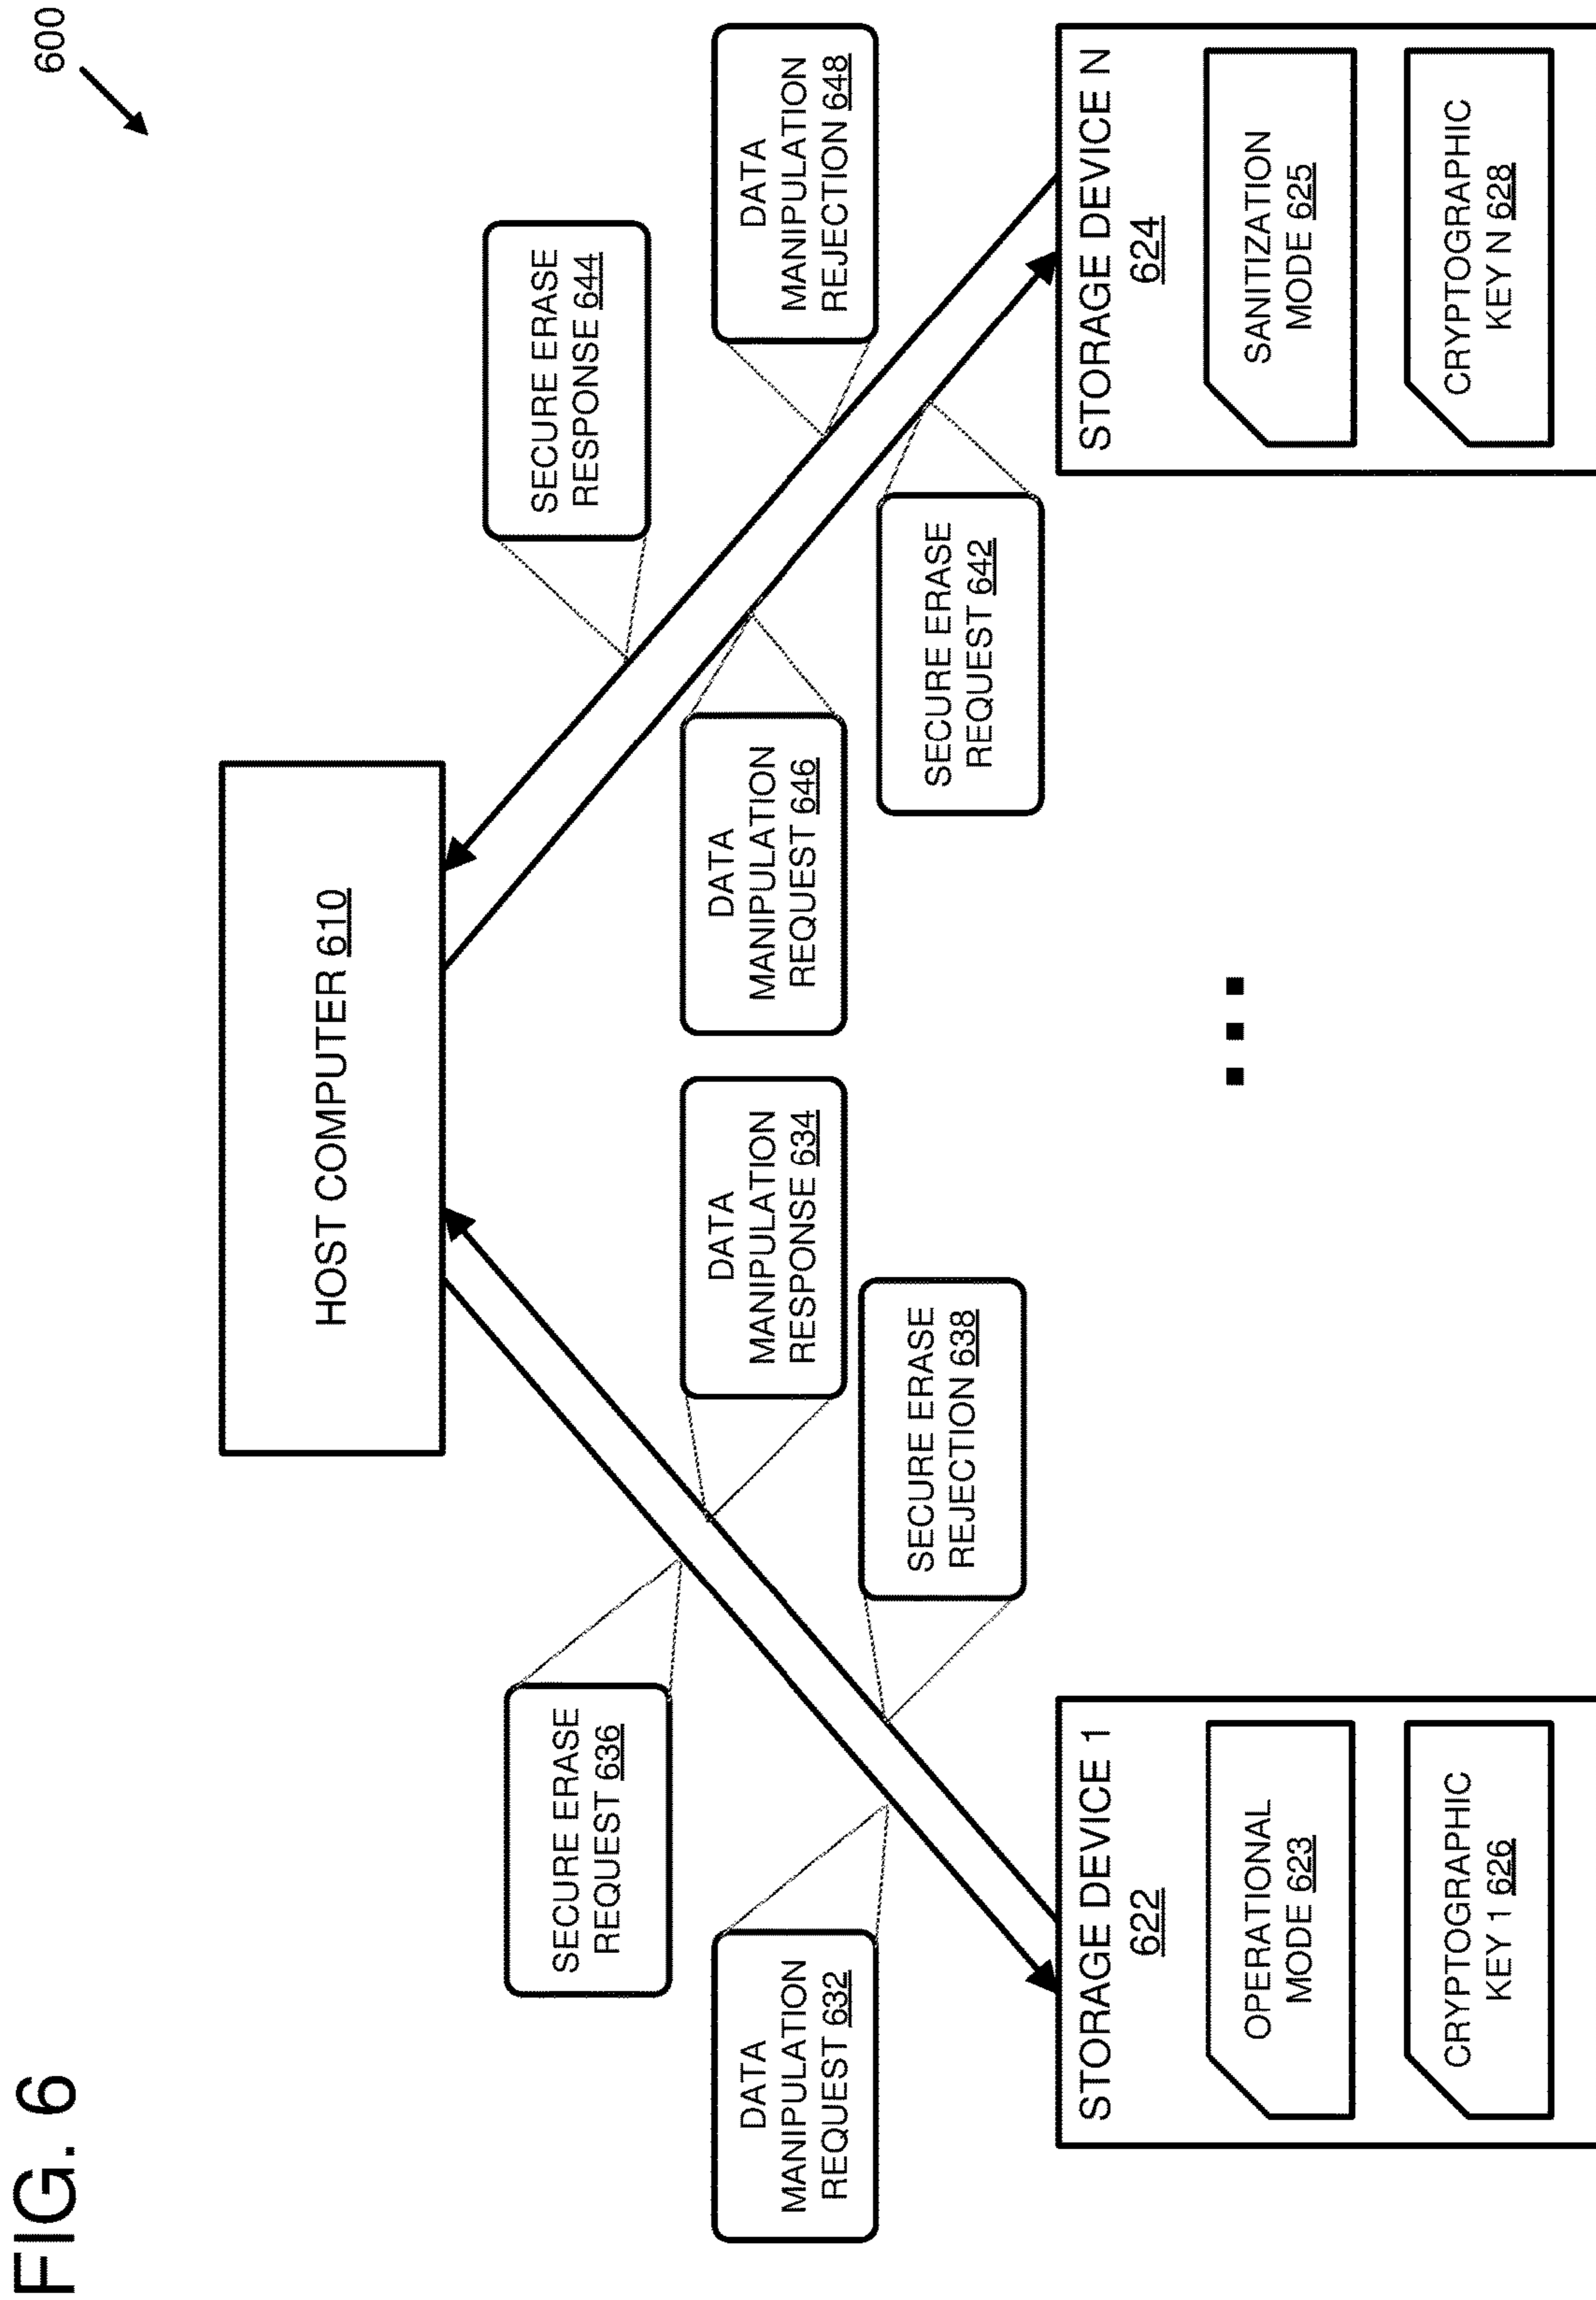 600
HOST COMPUTER 610
SECURE ERASE
RESPONSE 644
SECURE ERASE
REQUEST 636
DATA
MANIPULATION
RESPONSE 634
DATA
MANIPULATION
REQUEST 646
DATA
MANIPULATION
REQUEST 632
DATA
MANIPULATION
REJECTION 648
SECURE ERASE
REJECTION 638
SECURE ERASE
REQUEST 642
STORAGE DEVICE 1
622
OPERATIONAL
MODE 623
CRYPTOGRAPHIC
KEY 1 626
STORAGE DEVICE N
624
SANITIZATION
MODE 625
CRYPTOGRAPHIC
KEY N 628
FIG. 6